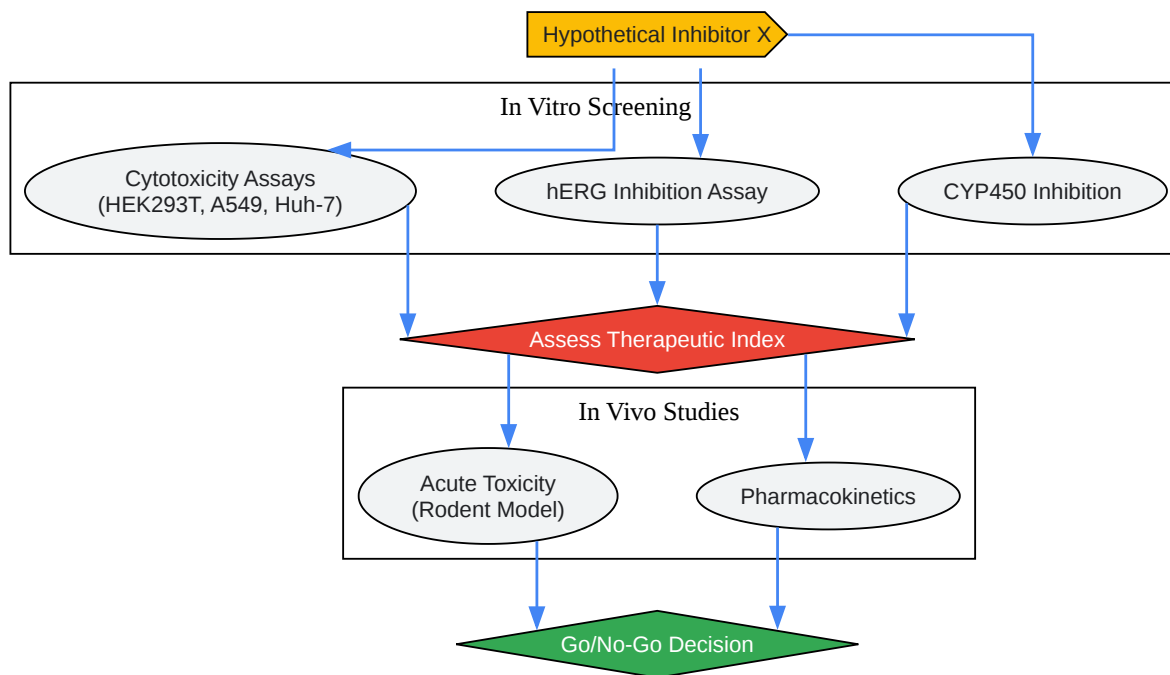 Hypothetical Inhibitor X
In Vitro Screening
Cytotoxicity Assays
(HEK293T, A549, Huh-7)
hERG Inhibition Assay
CYP450 Inhibition
Assess Therapeutic Index
In Vivo Studies
Acute Toxicity
(Rodent Model)
Pharmacokinetics
Go/No-Go Decision